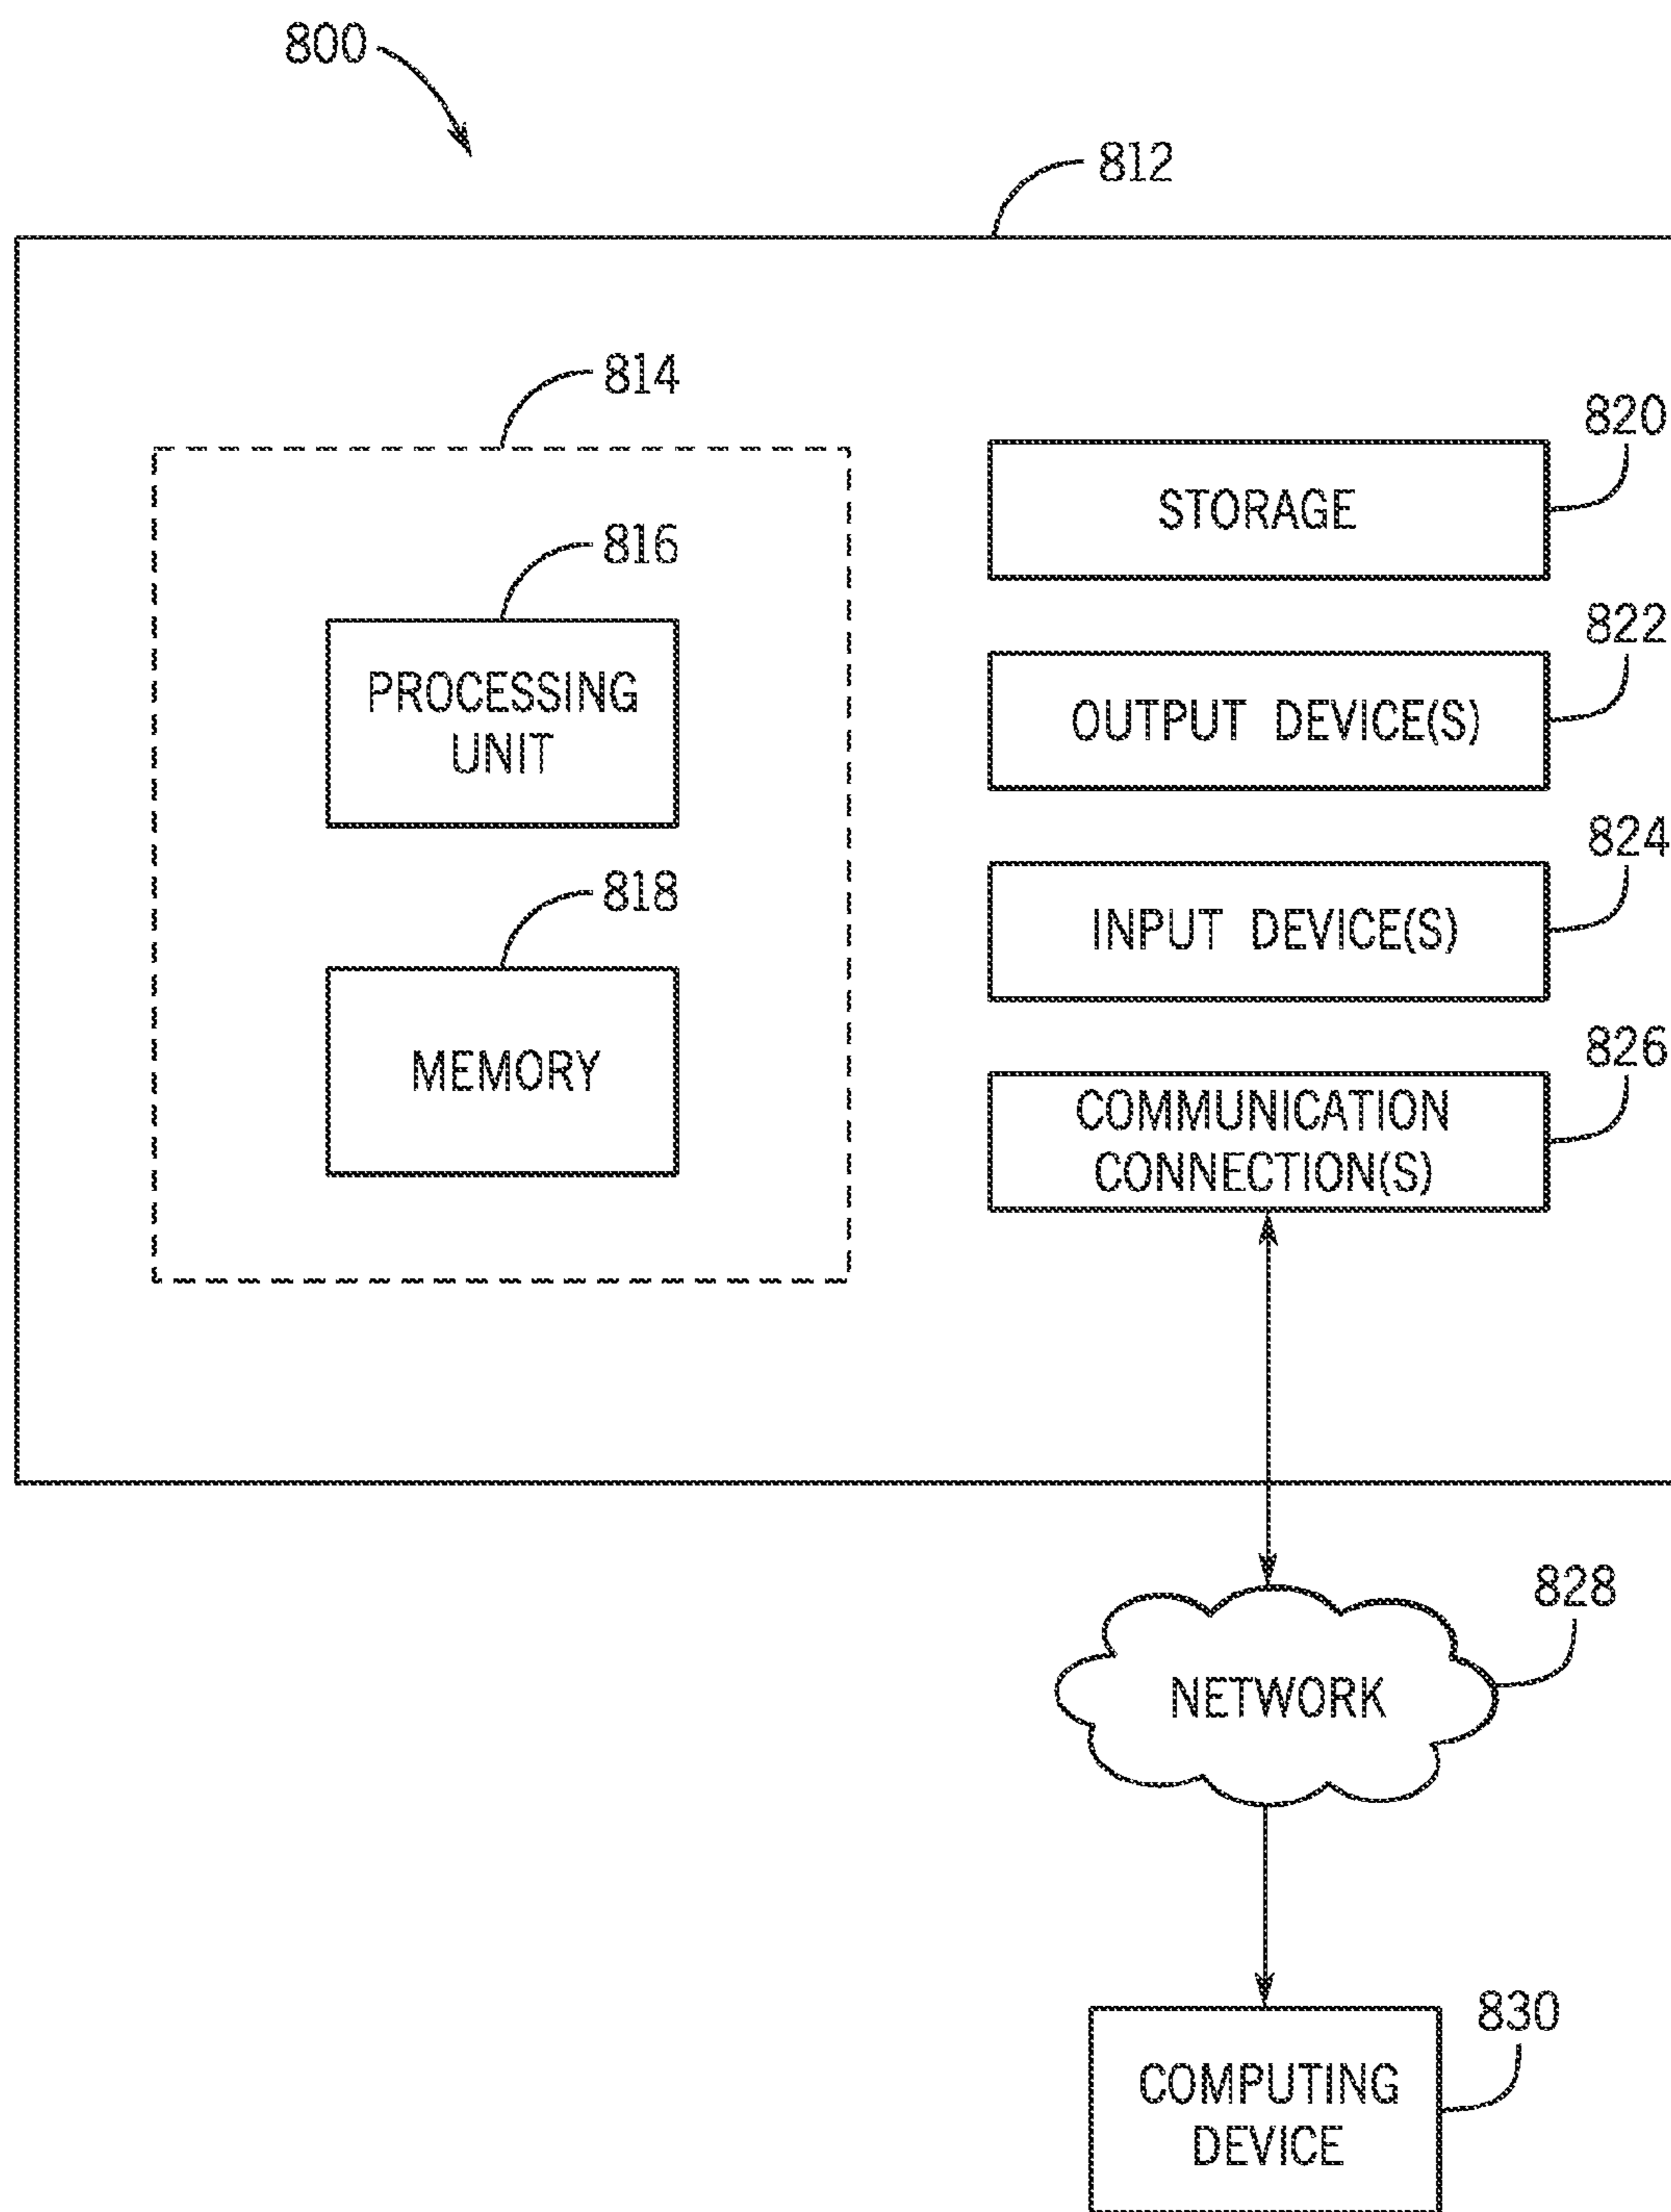 800
812
814
816
PROCESSING
UNIT
818
MEMORY
820
STORAGE
822
OUTPUT DEVICE(S)
824
INPUT DEVICE(S)
826
COMMUNICATION
CONNECTION(S)
828
NETWORK
830
COMPUTING
DEVICE